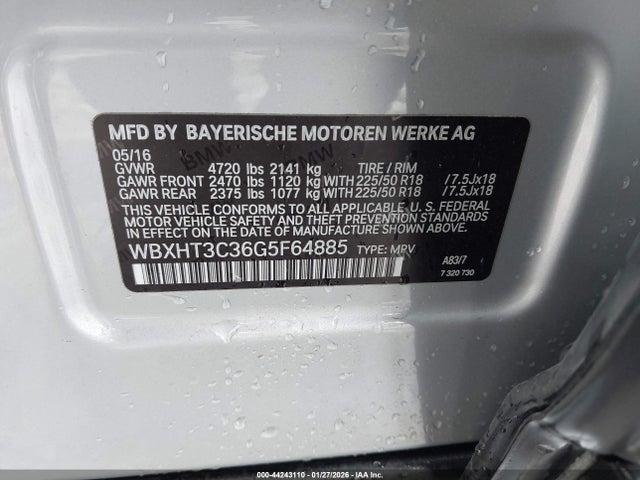 MFD BY BAYERISCHE MOTOREN WERKE AG
05/16
GVWR 4720 lbs 2141 kg TIRE / RIM
GAWR FRONT 2470 lbs 1120 kg WITH 225/50 R18 /7.5Jx18
GAWR REAR 2375 lbs 1077 kg WITH 225/50 R18 /7.5Jx18
THIS VEHICLE CONFORMS TO ALL APPLICABLE, U. S. FEDERAL
MOTOR VEHICLE SAFETY AND THEFT PREVENTION STANDARDS
IN EFFECT ON THE DATE OF MANUFACTURE SHOWN ABOVE.
WBXHT3C36G5F64885 TYPE: MPV
A83/7
7 320 730
000-44243110 - 01/27/2026 - IAA Holdings, LLC